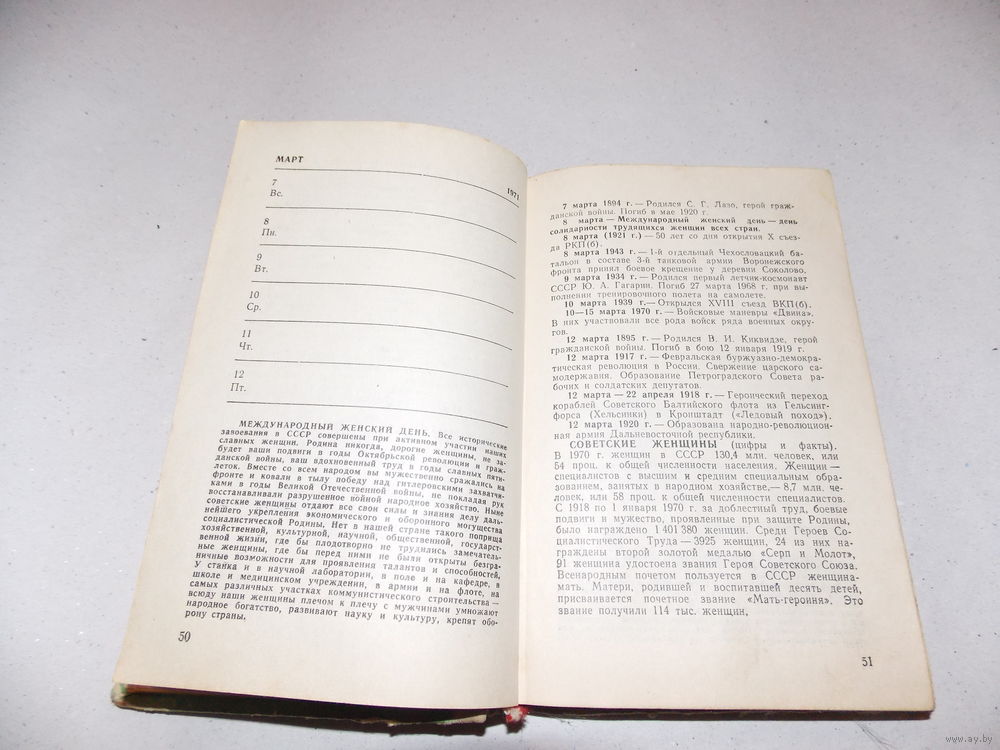 МАРТ
1971
7
Вс.
8
Пн.
9
Вт.
10
Ср.
11
Чт.
12
Пт.
МЕЖДУНАРОДНЫЙ ЖЕНСКИЙ ДЕНЬ. Все исторические
завоевания в СССР совершены при активном участии наших
славных женщин. Родина никогда, дорогие женщины, не за-
будет ваши подвиги в годы Октябрьской революции и граж-
данской войны, ваш вдохновенный труд в годы славных пяти-
леток. Вместе со всем народом вы мужественно сражались на
фронте и ковали в тылу победу над гитлеровскими захватчи-
ками в годы Великой Отечественной войны, не покладая рук
восстанавливали разрушенное войной народное хозяйство. Ныне
советские женщины отдают все свои силы и знания делу даль-
нейшего укрепления экономического и оборонного могущества
социалистической Родины. Нет в нашей стране такого поприща
хозяйственной, культурной, научной, общественной, государст-
венной жизни, где бы плодотворно не трудились замечатель-
ные женщины, где бы перед ними не были открыты безгра-
ничные возможности для проявления талантов и способностей.
У станка и в научной лаборатории, в поле и на кафедре, в
школе и медицинском учреждении, в армии и на флоте, на
самых различных участках коммунистического строительства —
всюду наши женщины плечом к плечу с мужчинами умножают
народное богатство, развивают науку и культуру, крепят обо-
рону страны.
50
7 марта 1894 г. — Родился С. Г. Лазо, герой граж-
данской войны. Погиб в мае 1920 г.
8 марта — Международный женский день — день
солидарности трудящихся женщин всех стран.
8 марта (1921 г.) — 50 лет со дня открытия X съез-
да РКП(б).
8 марта 1943 г. — 1-й отдельный Чехословацкий ба-
тальон в составе 3-й танковой армии Воронежского
фронта принял боевое крещение у деревни Соколово.
9 марта 1934 г. — Родился первый летчик-космонавт
СССР Ю. А. Гагарин. Погиб 27 марта 1968 г. при вы-
полнении тренировочного полета на самолете.
10 марта 1939 г. — Открылся XVIII съезд ВКП(б).
10—15 марта 1970 г. — Войсковые маневры «Двина».
В них участвовали все рода войск ряда военных окру-
гов.
12 марта 1895 г. — Родился В. И. Киквидзе, герой
гражданской войны. Погиб в бою 12 января 1919 г.
12 марта 1917 г. — Февральская буржуазно-демокра-
тическая революция в России. Свержение царского са-
модержавия. Образование Петроградского Совета ра-
бочих и солдатских депутатов.
12 марта — 22 апреля 1918 г. — Героический переход
кораблей Советского Балтийского флота из Гельсинг-
форса (Хельсинки) в Кронштадт («Ледовый поход»).
12 марта 1920 г. — Образована народно-революцион-
ная армия Дальневосточной республики.
СОВЕТСКИЕ ЖЕНЩИНЫ (цифры и факты).
В 1970 г. женщин в СССР 130,4 млн. человек, или
54 проц. к общей численности населения. Женщин —
специалистов с высшим и средним специальным обра-
зованием, занятых в народном хозяйстве,— 8,7 млн. че-
ловек, или 58 проц. к общей численности специалистов.
С 1918 по 1 января 1970 г. за доблестный труд, боевые
подвиги и мужество, проявленные при защите Родины,
было награждено 1 401 380 женщин. Среди Героев Со-
циалистического Труда — 3925 женщин, 24 из них на-
граждены второй золотой медалью «Серп и Молот»,
91 женщина удостоена звания Героя Советского Союза.
Всенародным почетом пользуется в СССР женщина-
мать. Матери, родившей и воспитавшей десять детей,
присваивается почетное звание «Мать-героиня». Это
звание получили 114 тыс. женщин.
51
www.ay.by